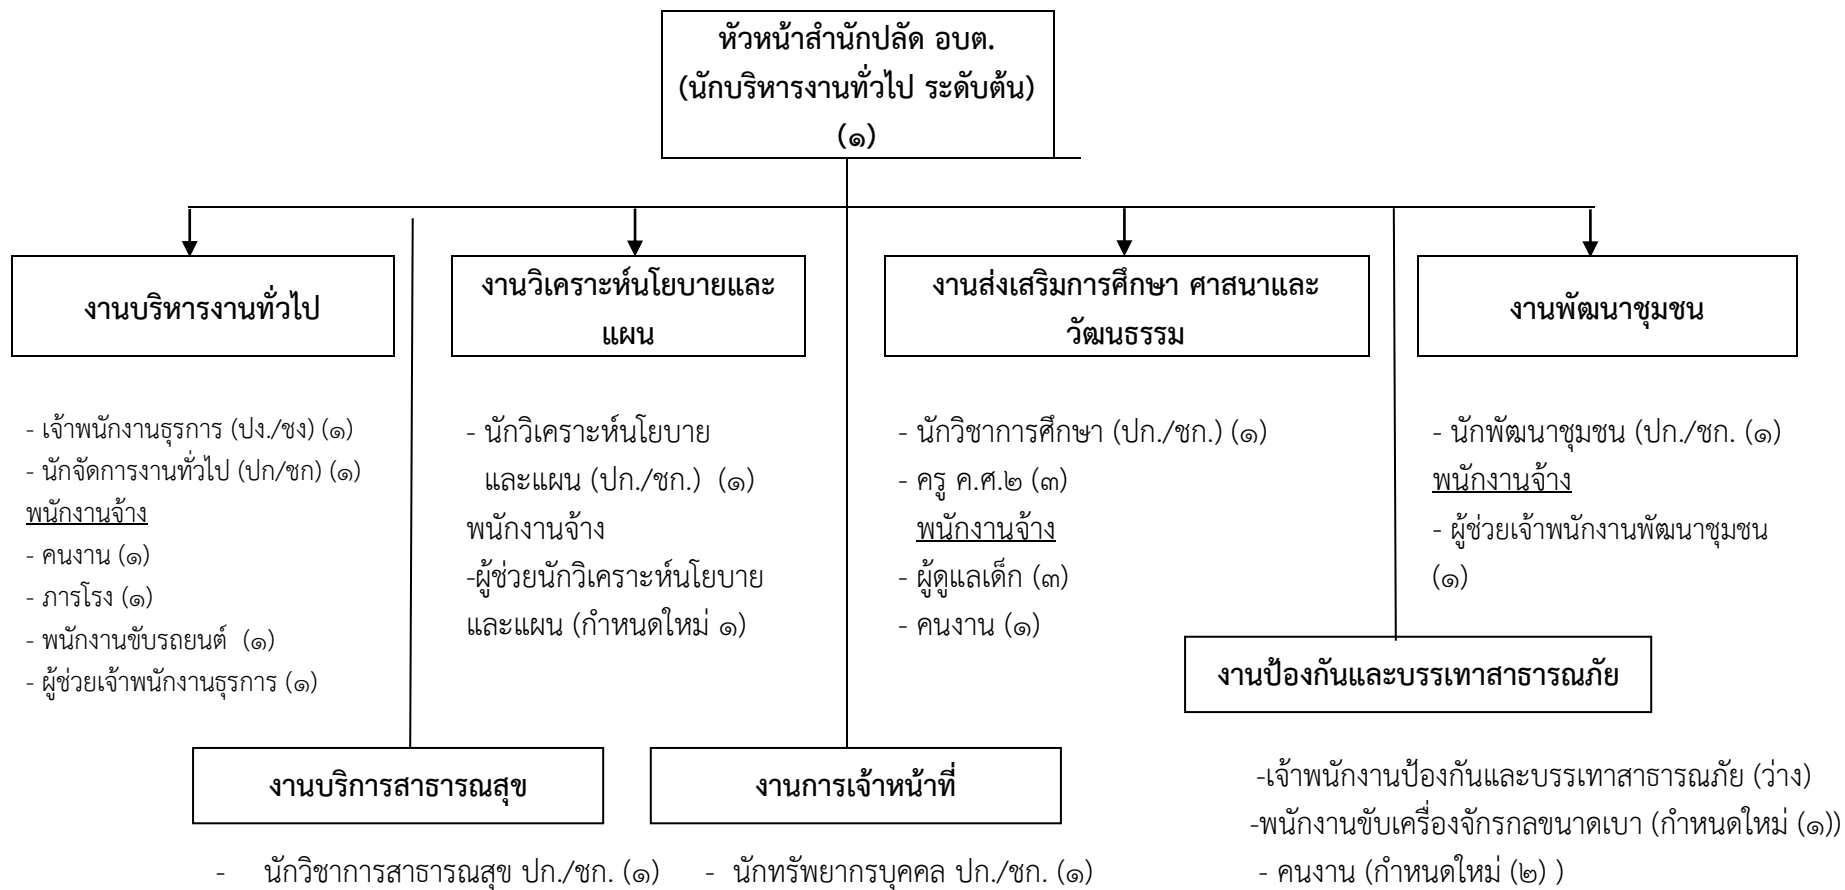 หัวหน้าสำนักปลัด อบต.
(นักบริหารงานทั่วไป ระดับต้น)
(๑)
งานบริหารงานทั่วไป
- เจ้าพนักงานธุรการ (ปง./ชง) (๑)
- นักจัดการงานทั่วไป (ปก/ชก) (๑)
พนักงานจ้าง
- คนงาน (๑)
- ภารโรง (๑)
- พนักงานขับรถยนต์ (๑)
- ผู้ช่วยเจ้าพนักงานธุรการ (๑)
งานวิเคราะห์นโยบายและ
แผน
- นักวิเคราะห์นโยบาย
และแผน (ปก./ชก.) (๑)
พนักงานจ้าง
-ผู้ช่วยนักวิเคราะห์นโยบาย
และแผน (กำหนดใหม่ ๑)
งานส่งเสริมการศึกษา ศาสนาและ
วัฒนธรรม
- นักวิชาการศึกษา (ปก./ชก.) (๑)
- ครู ค.ศ.๒ (๓)
พนักงานจ้าง
- ผู้ดูแลเด็ก (๓)
- คนงาน (๑)
งานพัฒนาชุมชน
- นักพัฒนาชุมชน (ปก./ชก. (๑)
พนักงานจ้าง
- ผู้ช่วยเจ้าพนักงานพัฒนาชุมชน
(๑)
งานบริการสาธารณสุข
- นักวิชาการสาธารณสุข ปก./ชก. (๑)
งานการเจ้าหน้าที่
- นักทรัพยากรบุคคล ปก./ชก. (๑)
งานป้องกันและบรรเทาสาธารณภัย
-เจ้าพนักงานป้องกันและบรรเทาสาธารณภัย (ว่าง)
-พนักงานขับเครื่องจักรกลขนาดเบา (กำหนดใหม่ (๑))
- คนงาน (กำหนดใหม่ (๒) )